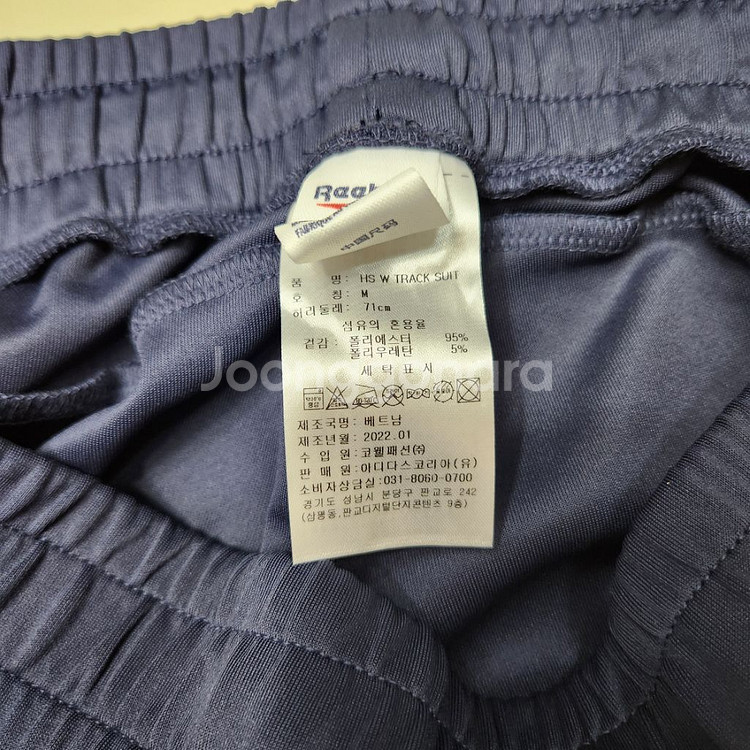 FABRIQUE
中国尺码
품 명: HS W TRACK SUIT
호 칭: M
허리둘레: 71cm
섬유의 혼용율
겉감: 폴리에스터 95%
폴리우레탄 5%
세탁표시
제조국명: 베트남
제조년월: 2022.01
수 입 원: 코웰패션(주)
판 매 원: 아디다스코리아(유)
소비자상담실:031-8060-0700
경기도 성남시 분당구 판교로 242
(삼평동,판교디지털단지콘텐츠 9층)